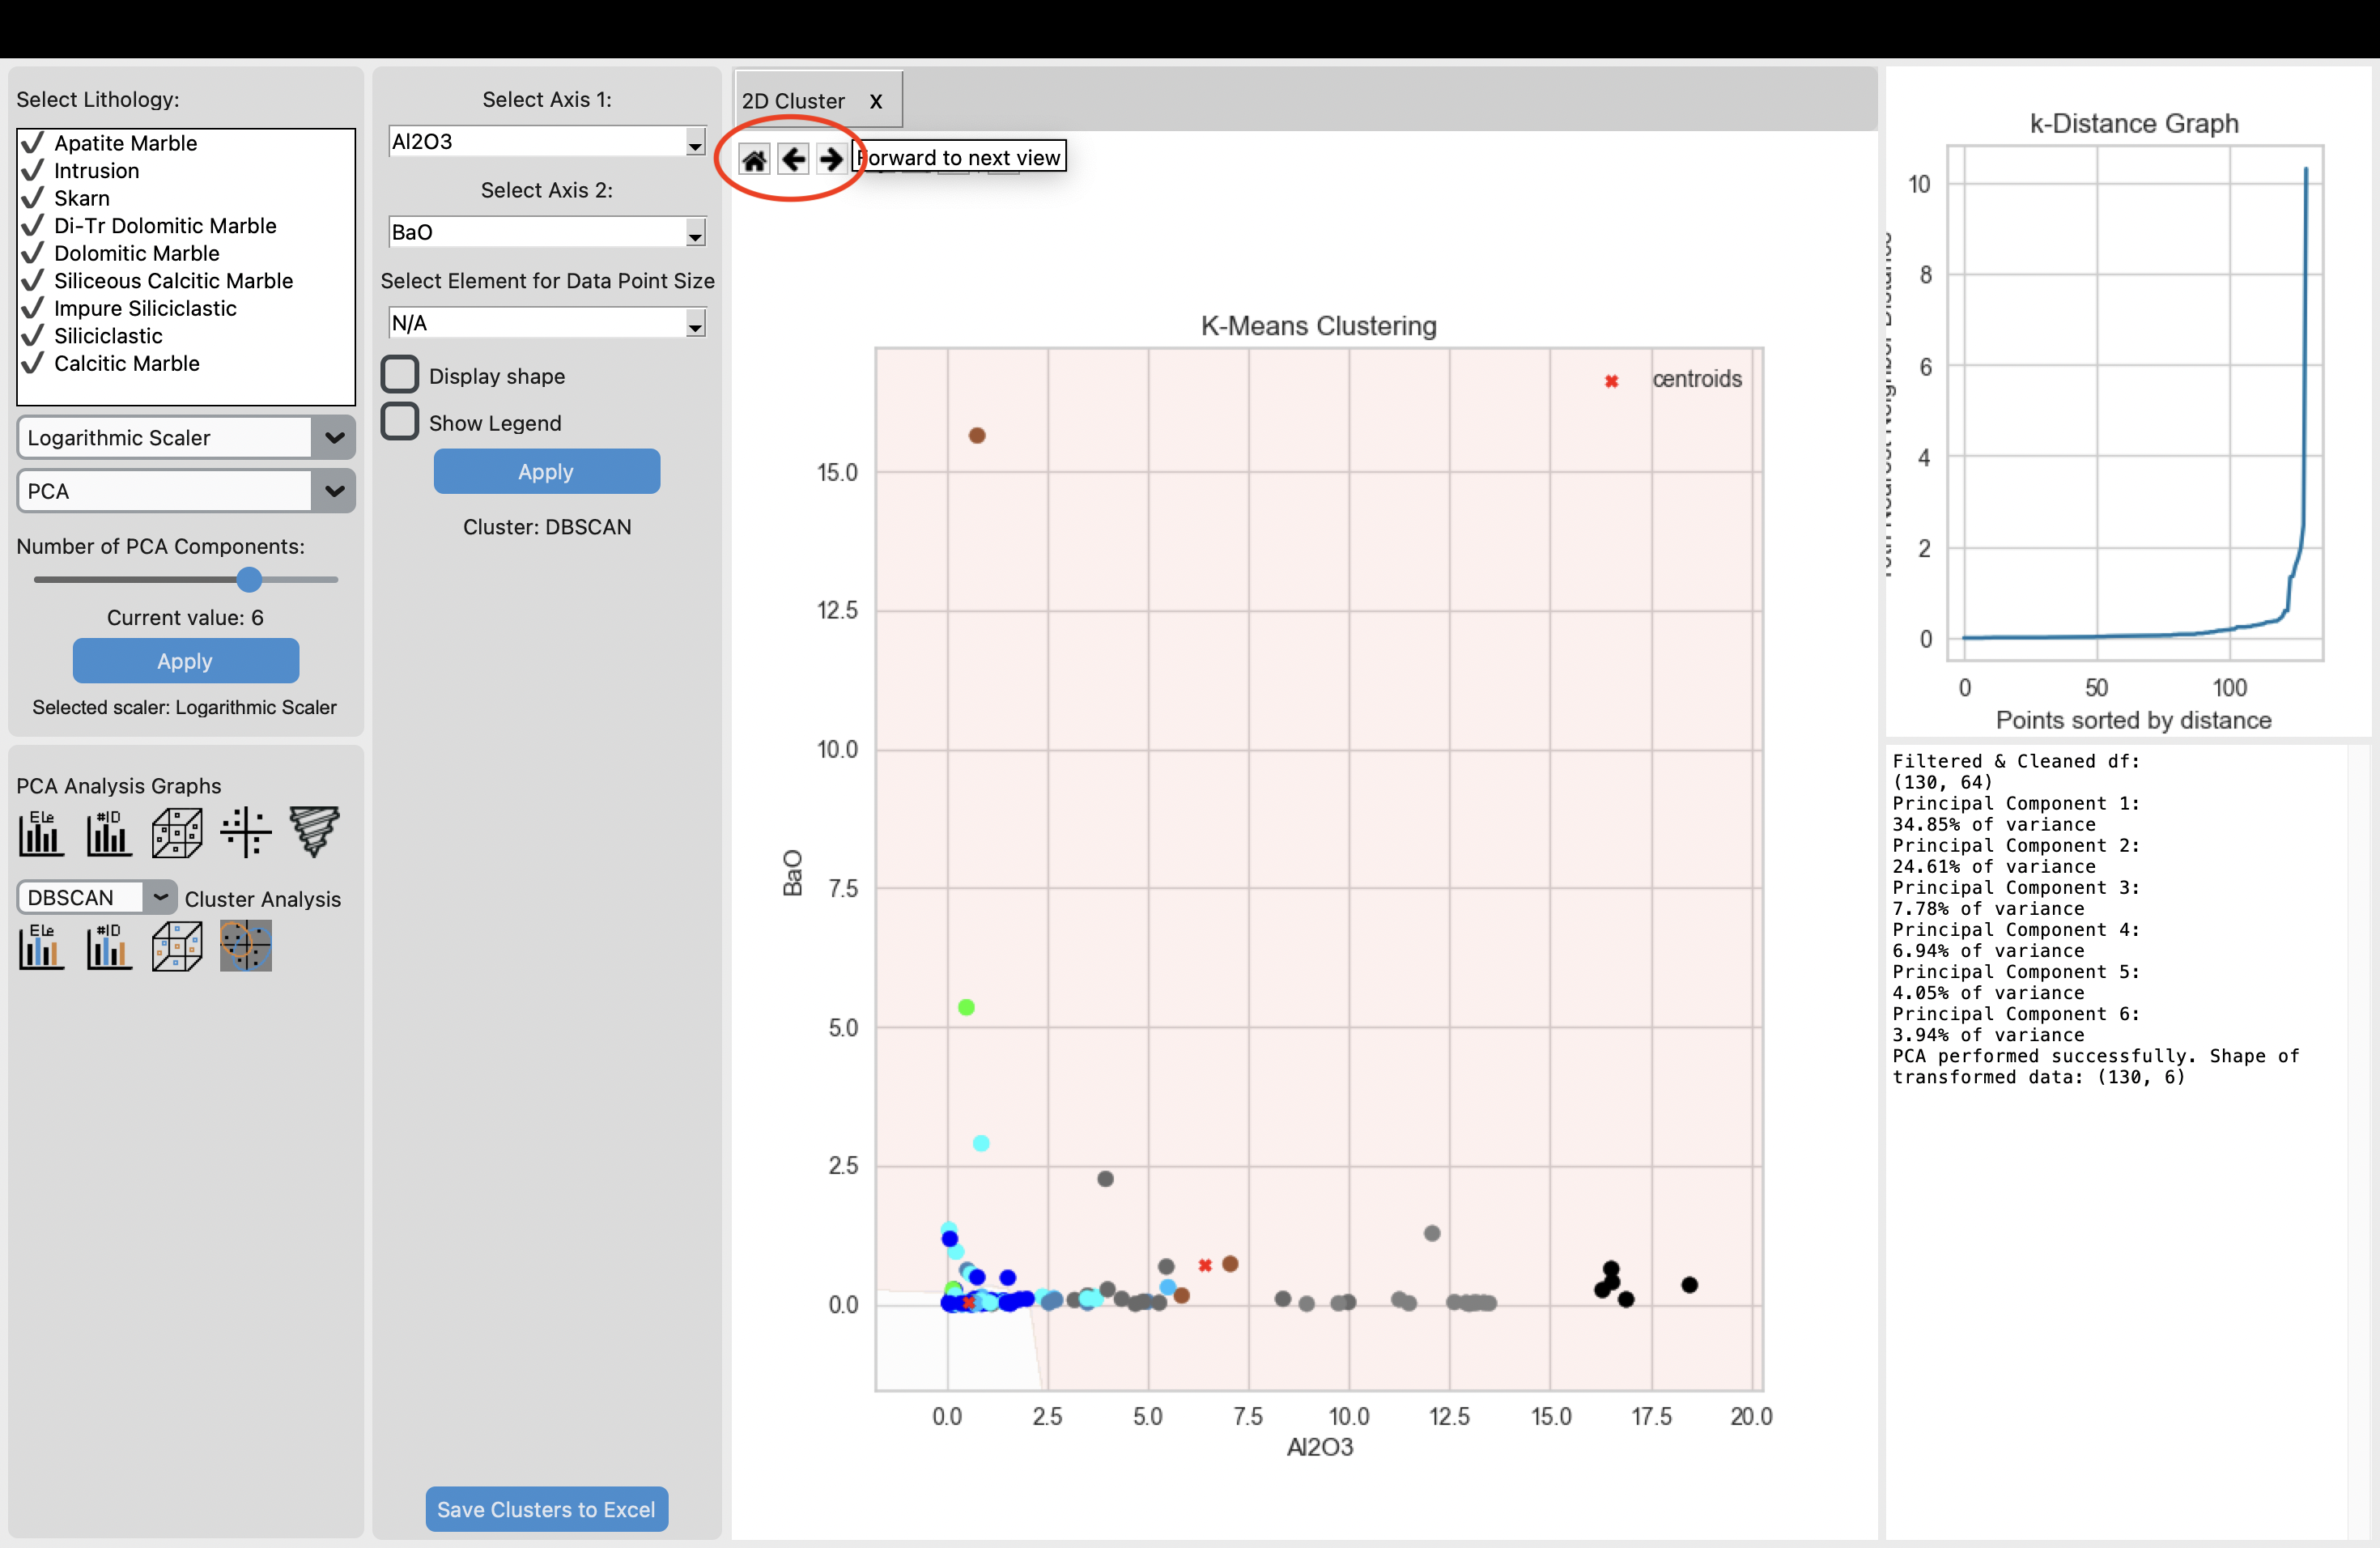 Select Lithology:
Apatite Marble
Intrusion
Skarn
Di-Tr Dolomitic Marble
Dolomitic Marble
Siliceous Calcitic Marble
Impure Siliciclastic
Siliciclastic
Calcitic Marble
Logarithmic Scaler
PCA
Number of PCA Components:
Current value: 6
Apply
Selected scaler: Logarithmic Scaler
PCA Analysis Graphs
ELe
#ID
DBSCAN
Cluster Analysis
ELe
#ID
Select Axis 1:
Al2O3
Select Axis 2:
BaO
Select Element for Data Point Size
N/A
Display shape
Show Legend
Apply
Cluster: DBSCAN
Save Clusters to Excel
2D Cluster X
Forward to next view
K-Means Clustering
centroids
15.0
12.5
10.0
7.5
5.0
2.5
0.0
BaO
0.0 2.5 5.0 7.5 10.0 12.5 15.0 17.5 20.0
Al2O3
k-Distance Graph
10
8
6
4
2
0
0 50 100
Points sorted by distance
Filtered & Cleaned df:
(130, 64)
Principal Component 1:
34.85% of variance
Principal Component 2:
24.61% of variance
Principal Component 3:
7.78% of variance
Principal Component 4:
6.94% of variance
Principal Component 5:
4.05% of variance
Principal Component 6:
3.94% of variance
PCA performed successfully. Shape of
transformed data: (130, 6)